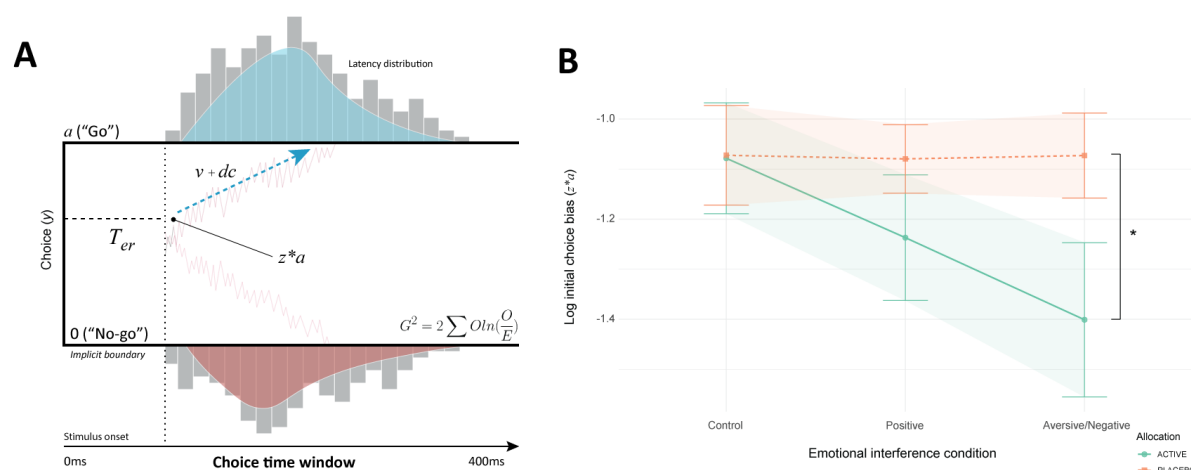 A
Latency distribution
a ("Go")
v + dc
Choice (y)
T_er
z*a
0 ("No-go")
G² = 2 ∑ Oln(O/E)
Implicit boundary
Stimulus onset
0ms
Choice time window
400ms
B
-1.0
-1.2
-1.4
Log initial choice bias (z*a)
*
Control
Positive
Aversive/Negative
Emotional interference condition
Allocation
ACTIVE